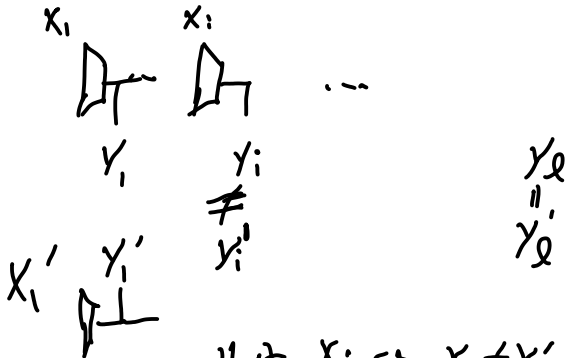 X₁ Xᵢ
...
Y₁ Yᵢ Yₗ
≠ =
X₁' Y₁' Yᵢ' Yₗ'
Xᵢ Y ≠ Y'